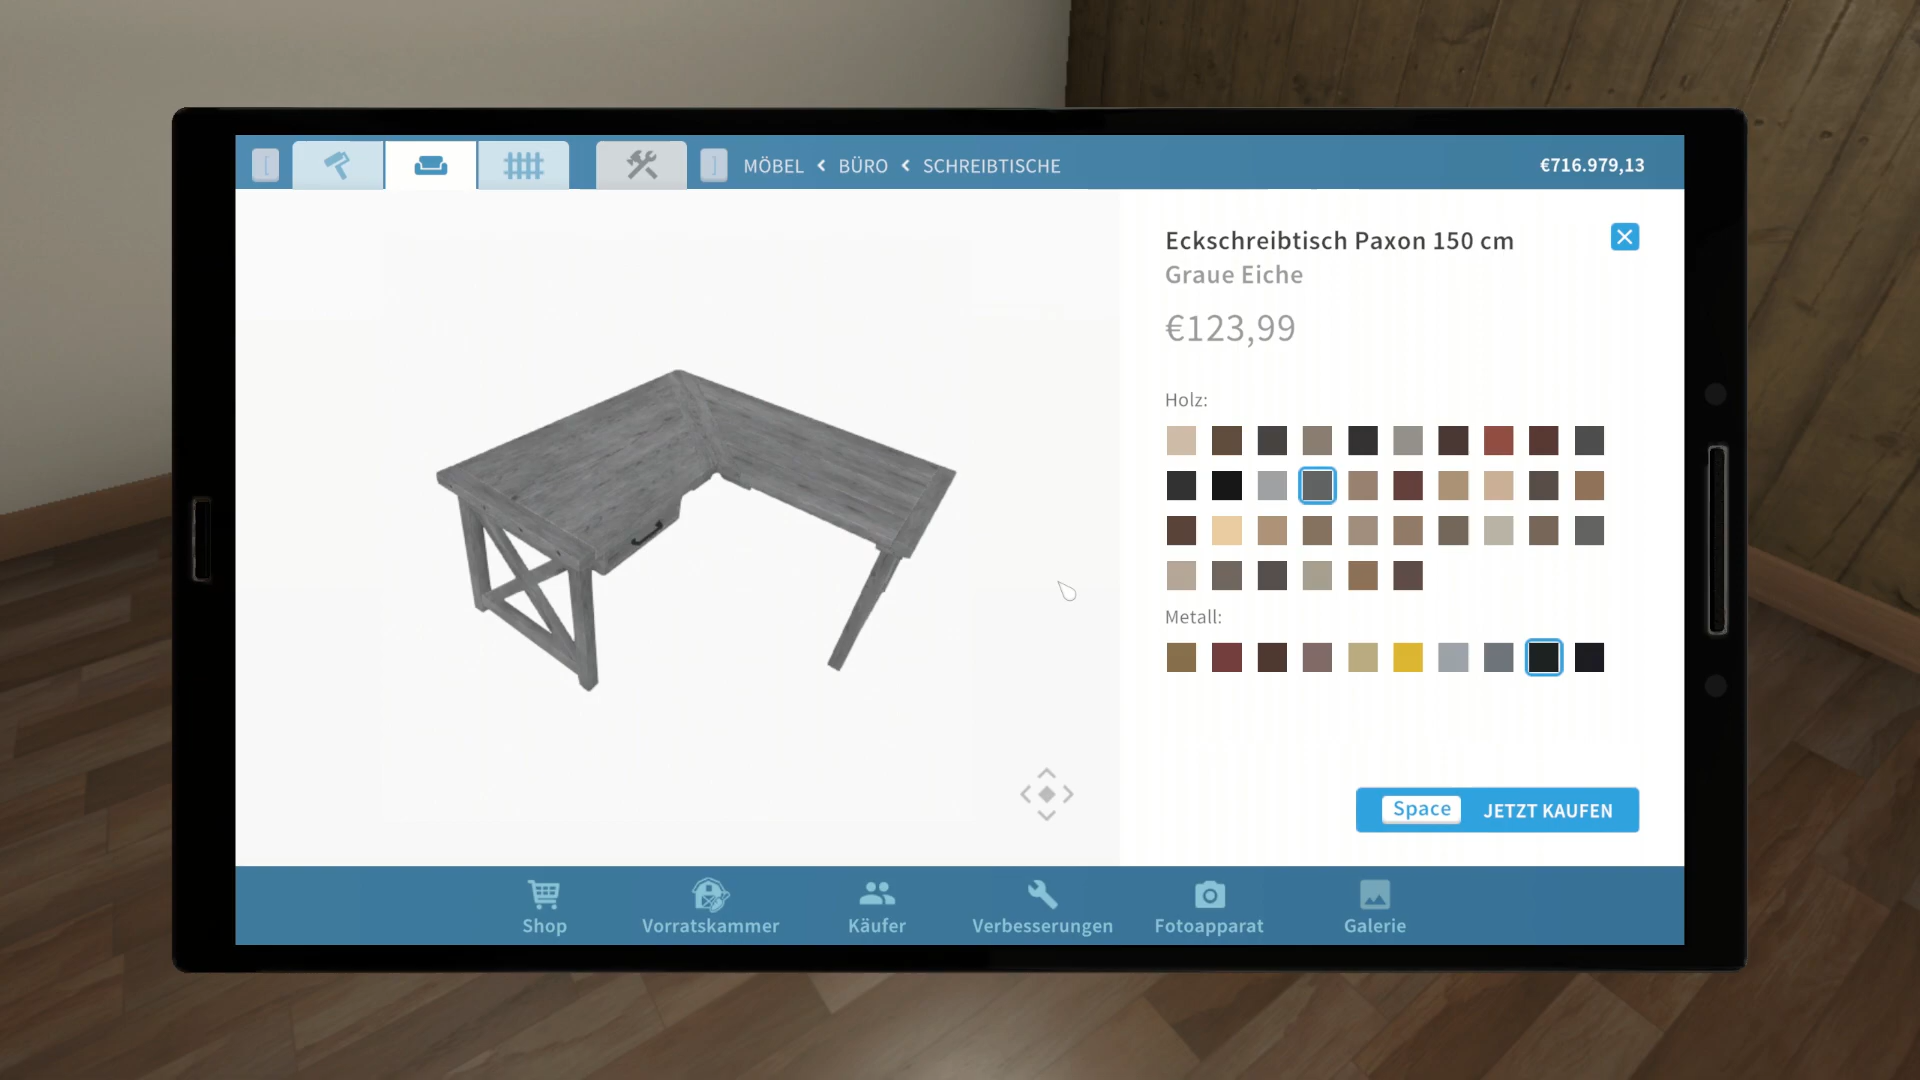 [ ] MÖBEL < BÜRO < SCHREIBTISCHE €716.979,13
Eckschreibtisch Paxon 150 cm
Graue Eiche
€123,99
Holz:
Metall:
Space JETZT KAUFEN
Shop Vorratskammer Käufer Verbesserungen Fotoapparat Galerie